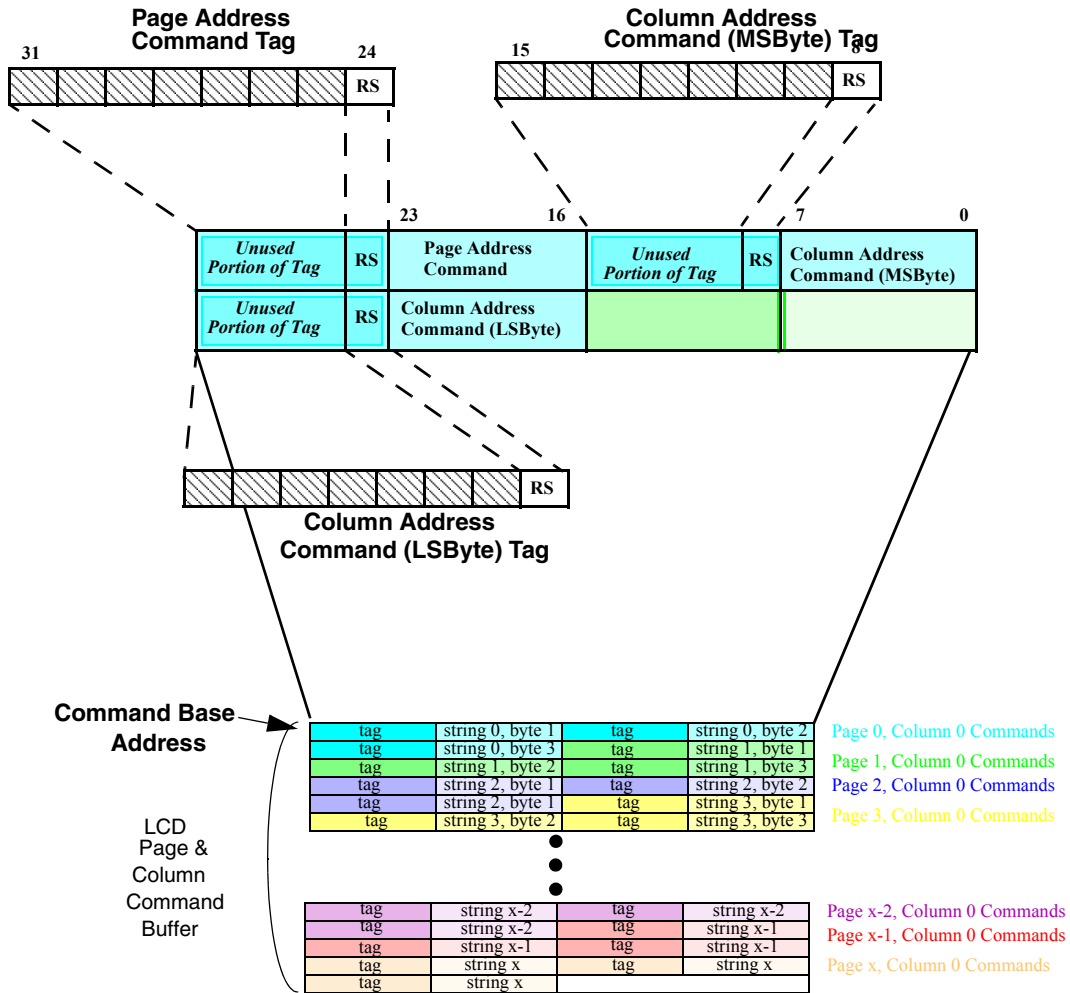 Page Address
Command Tag
Column Address
Command (MSByte) Tag
31 24
15 8
RS
RS
23 16 7 0
Unused
Portion of Tag
RS
Page Address
Command
Unused
Portion of Tag
RS
Column Address
Command (MSByte)
Unused
Portion of Tag
RS
Column Address
Command (LSByte)
RS
Column Address
Command (LSByte) Tag
Command Base
Address
tag string 0, byte 1 tag string 0, byte 2 Page 0, Column 0 Commands
tag string 0, byte 3 tag string 1, byte 1
tag string 1, byte 2 tag string 1, byte 3 Page 1, Column 0 Commands
tag string 2, byte 1 tag string 2, byte 2 Page 2, Column 0 Commands
tag string 2, byte 1 tag string 3, byte 1
tag string 3, byte 2 tag string 3, byte 3 Page 3, Column 0 Commands
LCD
Page &
Column
Command
Buffer
tag string x-2 tag string x-2 Page x-2, Column 0 Commands
tag string x-2 tag string x-1
tag string x-1 tag string x-1 Page x-1, Column 0 Commands
tag string x tag string x Page x, Column 0 Commands
tag string x